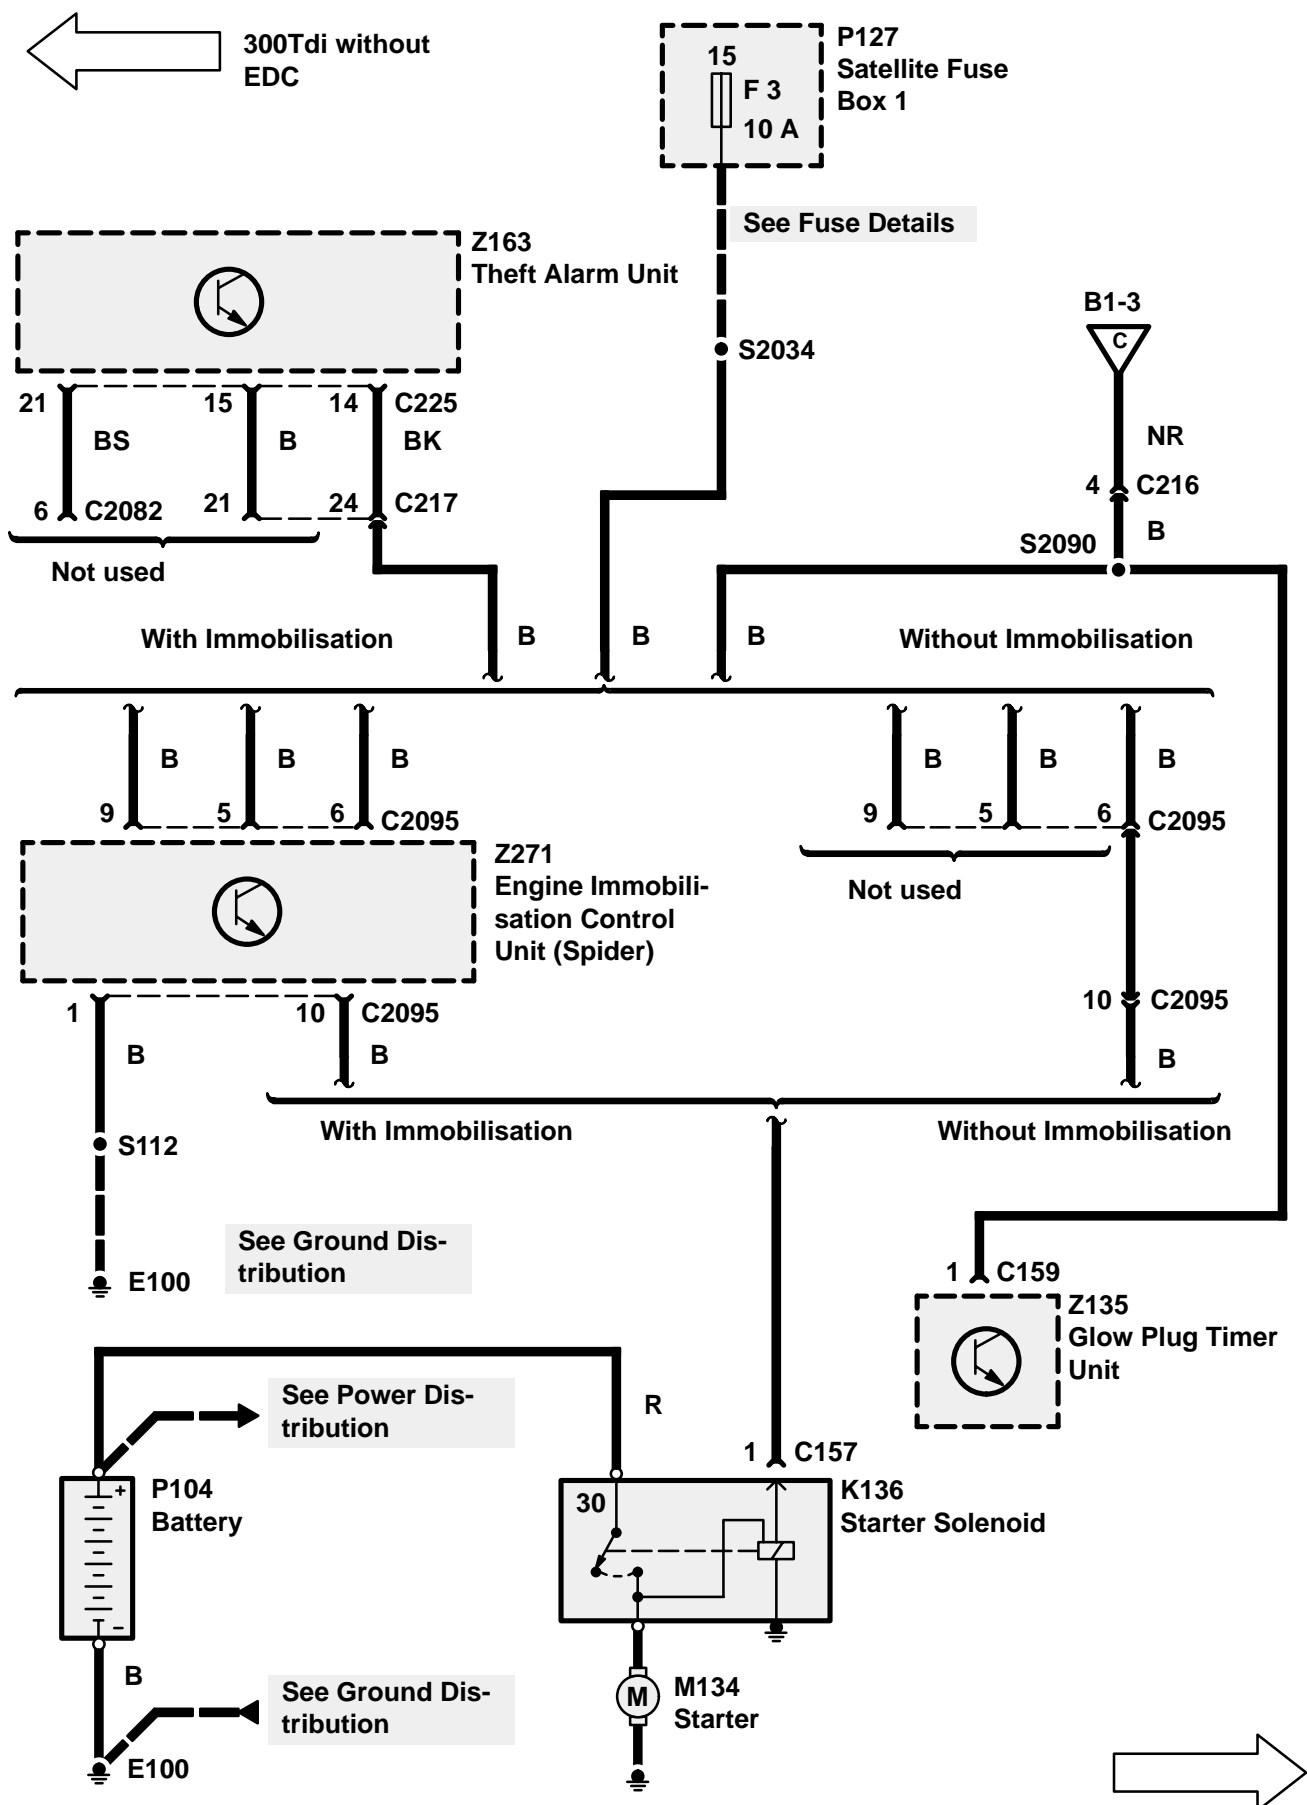 300Tdi without
EDC
15
F 3
10 A
P127
Satellite Fuse
Box 1
See Fuse Details
Z163
Theft Alarm Unit
S2034
B1-3
C
21
15
14
C225
BS
B
BK
NR
6
C2082
21
24
C217
4
C216
Not used
B
S2090
With Immobilisation
B
B
B
Without Immobilisation
B
B
B
B
B
B
9
5
6
C2095
9
5
6
C2095
Z271
Engine Immobili-
sation Control
Unit (Spider)
Not used
1
10
C2095
10
C2095
B
B
B
With Immobilisation
Without Immobilisation
S112
See Ground Dis-
tribution
E100
1
C159
Z135
Glow Plug Timer
Unit
See Power Dis-
tribution
R
1
C157
P104
Battery
+
−
30
K136
Starter Solenoid
B
See Ground Dis-
tribution
M
M134
Starter
E100